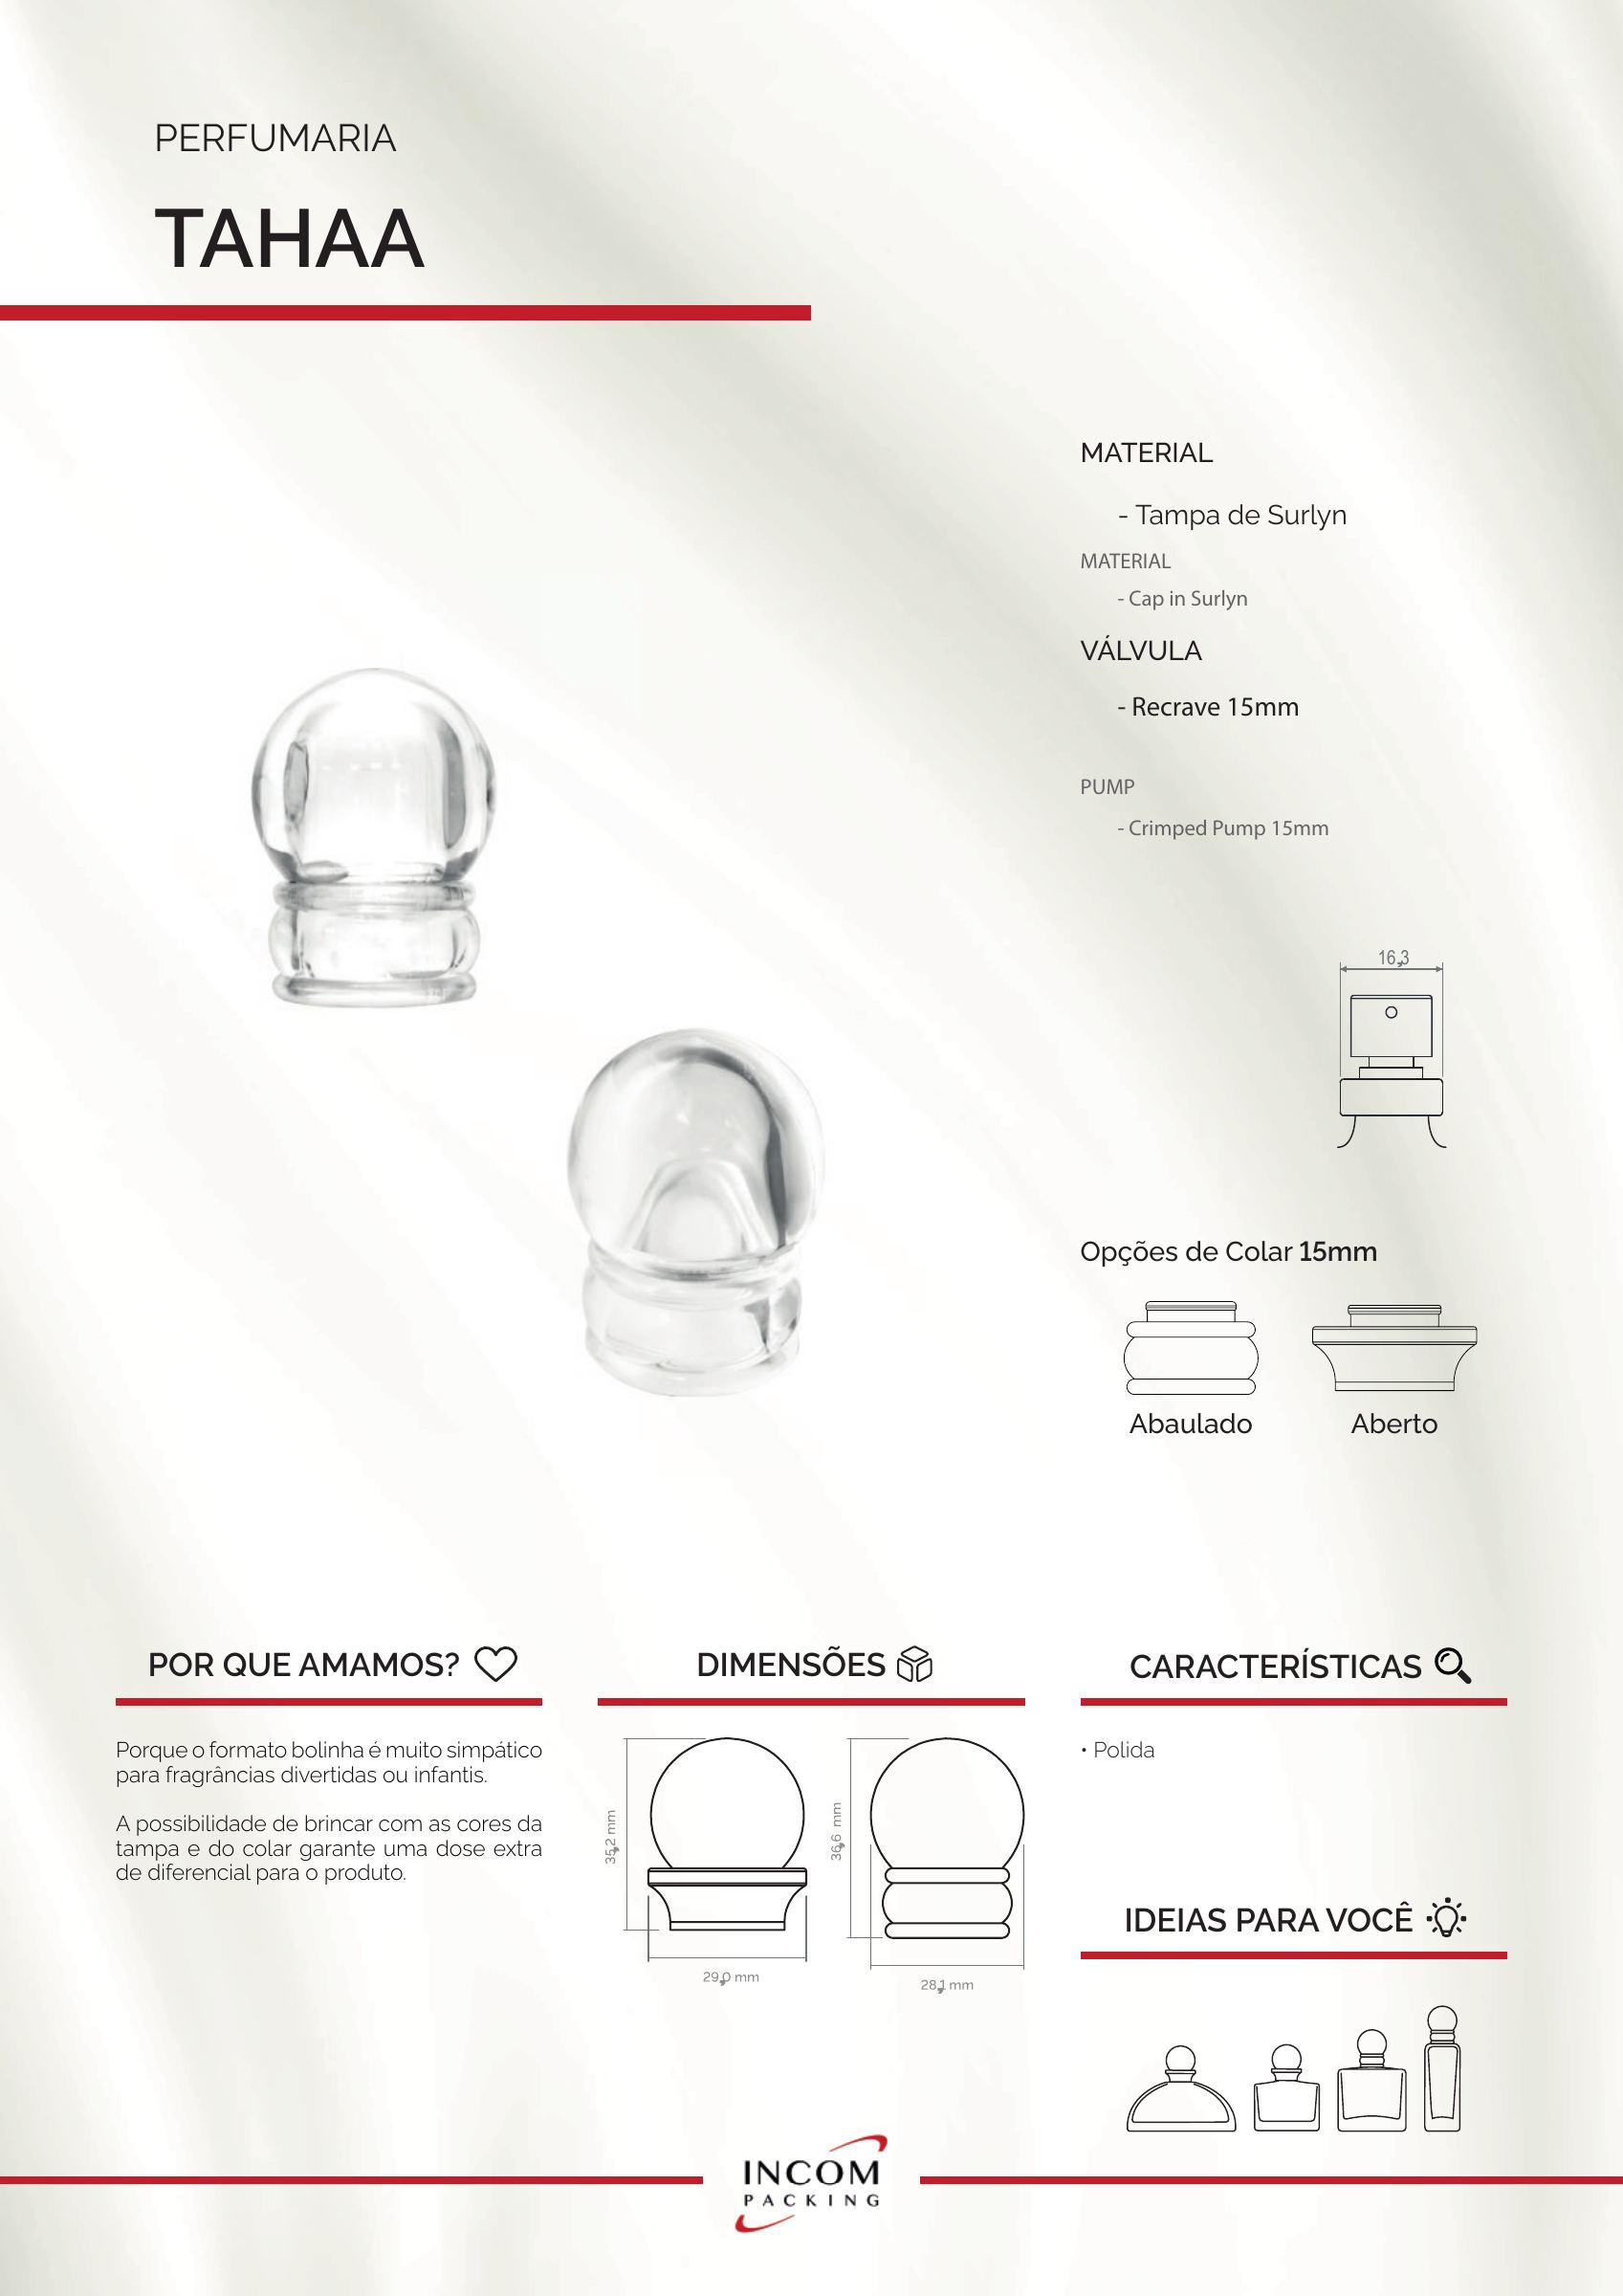 PERFUMARIA
TAHAA
MATERIAL
- Tampa de Surlyn
MATERIAL
- Cap in Surlyn
VÁLVULA
- Recrave 15mm
PUMP
- Crimped Pump 15mm
16,3
Opções de Colar 15mm
Abaulado
Aberto
POR QUE AMAMOS?
Porque o formato bolinha é muito simpático
para fragrâncias divertidas ou infantis.
A possibilidade de brincar com as cores da
tampa e do colar garante uma dose extra
de diferencial para o produto.
DIMENSÕES
35,2 mm
29,0 mm
36,6 mm
28,1 mm
CARACTERÍSTICAS
• Polida
IDEIAS PARA VOCÊ
INCOM
PACKING